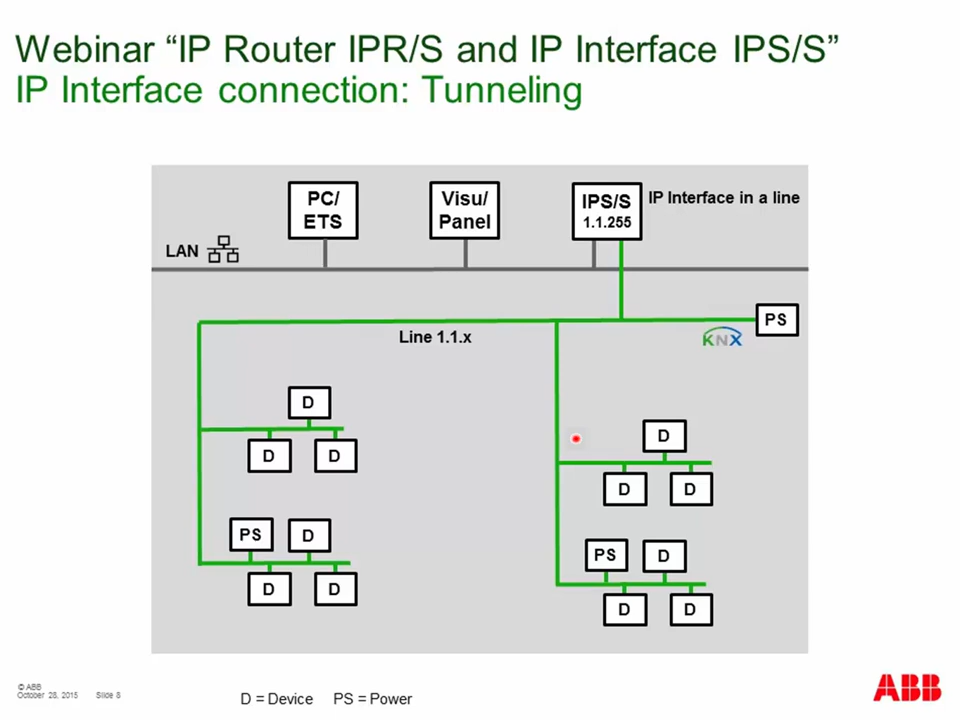 Webinar “IP Router IPR/S and IP Interface IPS/S”
IP Interface connection: Tunneling
PC/
ETS
Visu/
Panel
IPS/S
1.1.255
IP Interface in a line
LAN
PS
Line 1.1.x
KNX
D
D
D
D
D
D
PS
D
D
D
PS
D
D
D
© ABB
October 28, 2015 Slide 8
D = Device PS = Power
ABB